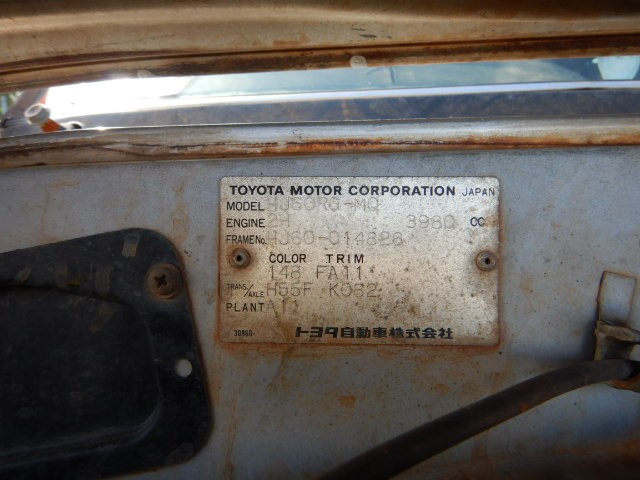 TOYOTA MOTOR CORPORATION JAPAN
MODEL HJ60RG-MQ
ENGINE 2H 3980 CC
FRAME No. HJ60-014826
COLOR TRIM
148 FA11
TRANS/AXLE H55F K082
PLANT A11
トヨタ自動車株式会社